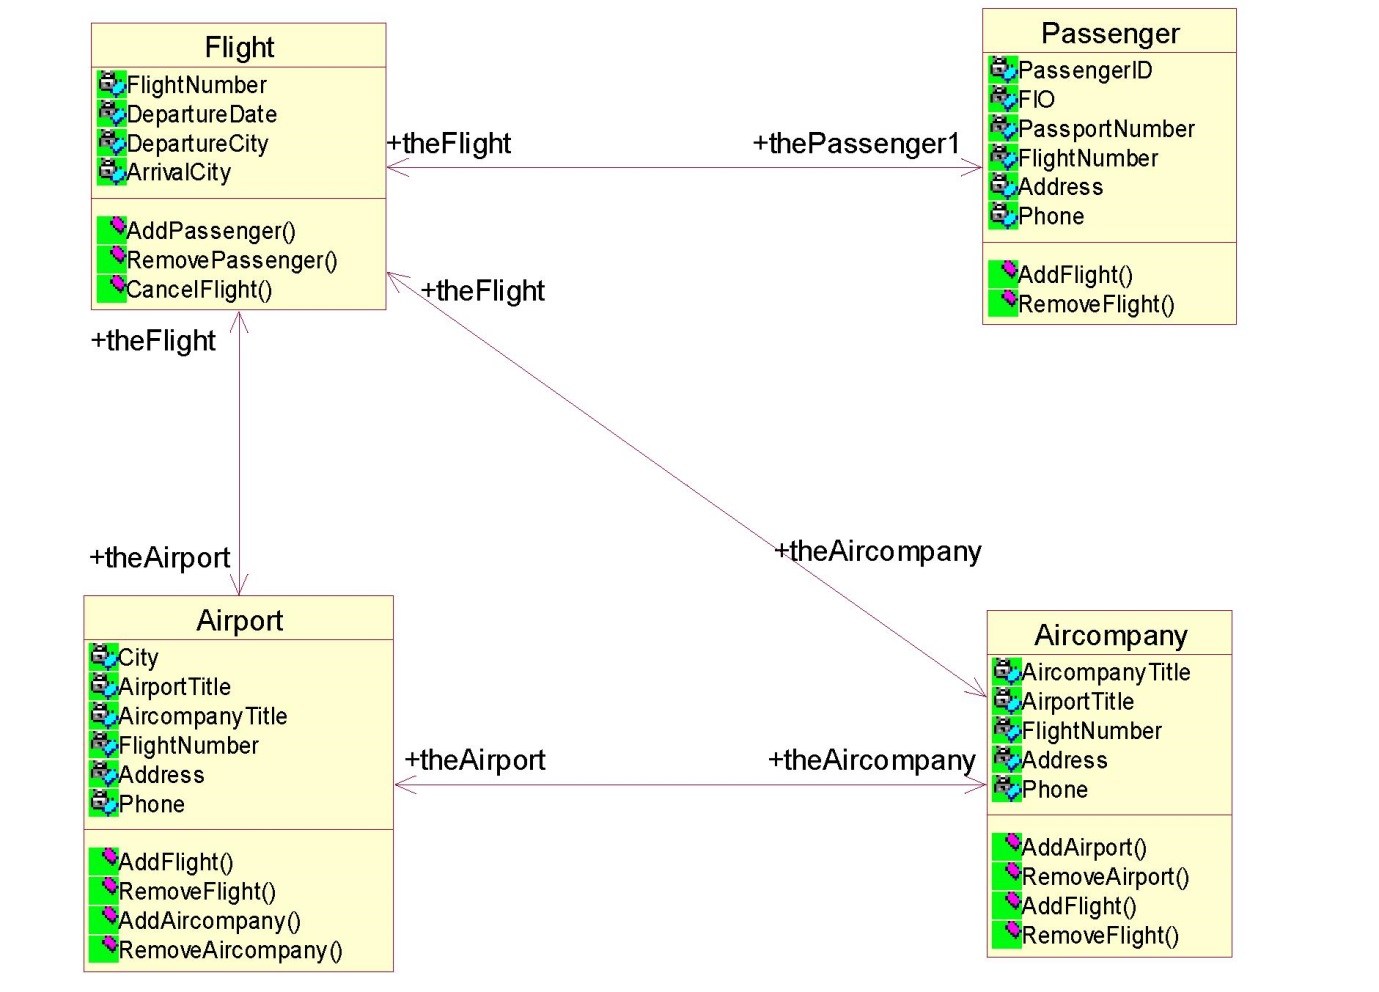 Flight
FlightNumber
DepartureDate
DepartureCity
ArrivalCity
AddPassenger()
RemovePassenger()
CancelFlight()
Passenger
PassengerID
FIO
PassportNumber
FlightNumber
Address
Phone
AddFlight()
RemoveFlight()
+theFlight
+thePassenger1
+theFlight
+theAircompany
+theFlight
+theAirport
Airport
City
AirportTitle
AircompanyTitle
FlightNumber
Address
Phone
AddFlight()
RemoveFlight()
AddAircompany()
RemoveAircompany()
+theAirport
+theAircompany
Aircompany
AircompanyTitle
AirportTitle
FlightNumber
Address
Phone
AddAirport()
RemoveAirport()
AddFlight()
RemoveFlight()